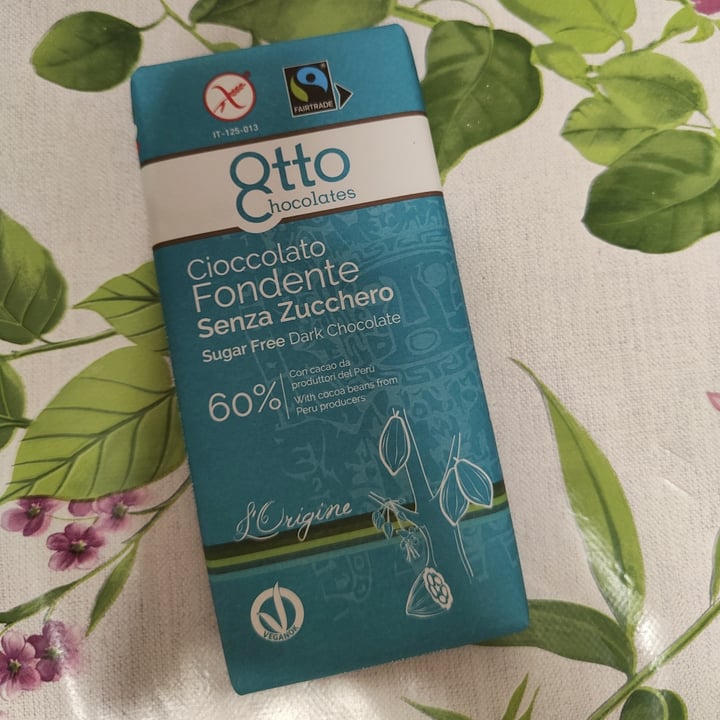 IT-125-013
FAIRTRADE
Otto
Chocolates
Cioccolato
Fondente
Senza Zucchero
Sugar Free Dark Chocolate
60%
Con cacao da
produttori del Perù
With cocoa beans from
Peru producers
L'Origine
VEGANOK